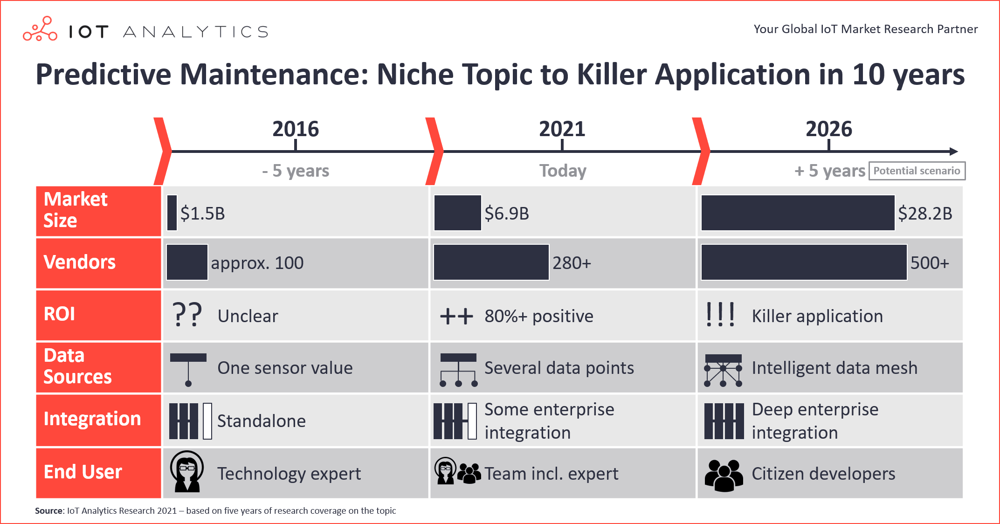 IOT ANALYTICS
Your Global IoT Market Research Partner
Predictive Maintenance: Niche Topic to Killer Application in 10 years
2016
2021
2026
- 5 years
Today
+ 5 years
Potential scenario
Market
Size
$1.5B
$6.9B
$28.2B
Vendors
approx. 100
280+
500+
ROI
?? Unclear
++ 80%+ positive
!!! Killer application
Data
Sources
One sensor value
Several data points
Intelligent data mesh
Integration
Standalone
Some enterprise
integration
Deep enterprise
integration
End User
Technology expert
Team incl. expert
Citizen developers
Source: IoT Analytics Research 2021 – based on five years of research coverage on the topic